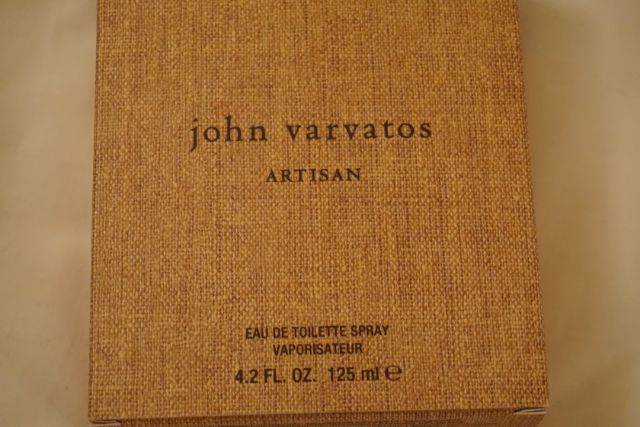 john varvatos
ARTISAN
EAU DE TOILETTE SPRAY
VAPORISATEUR
4.2 FL. OZ. 125 ml ℮